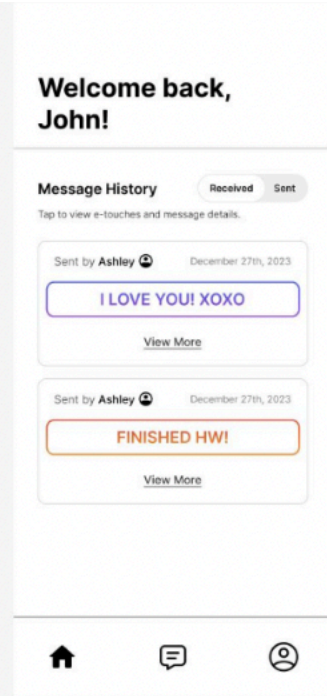 Welcome back,
John!
Message History
Received Sent
Tap to view e-touches and message details.
Sent by Ashley December 27th, 2023
I LOVE YOU! XOXO
View More
Sent by Ashley December 27th, 2023
FINISHED HW!
View More